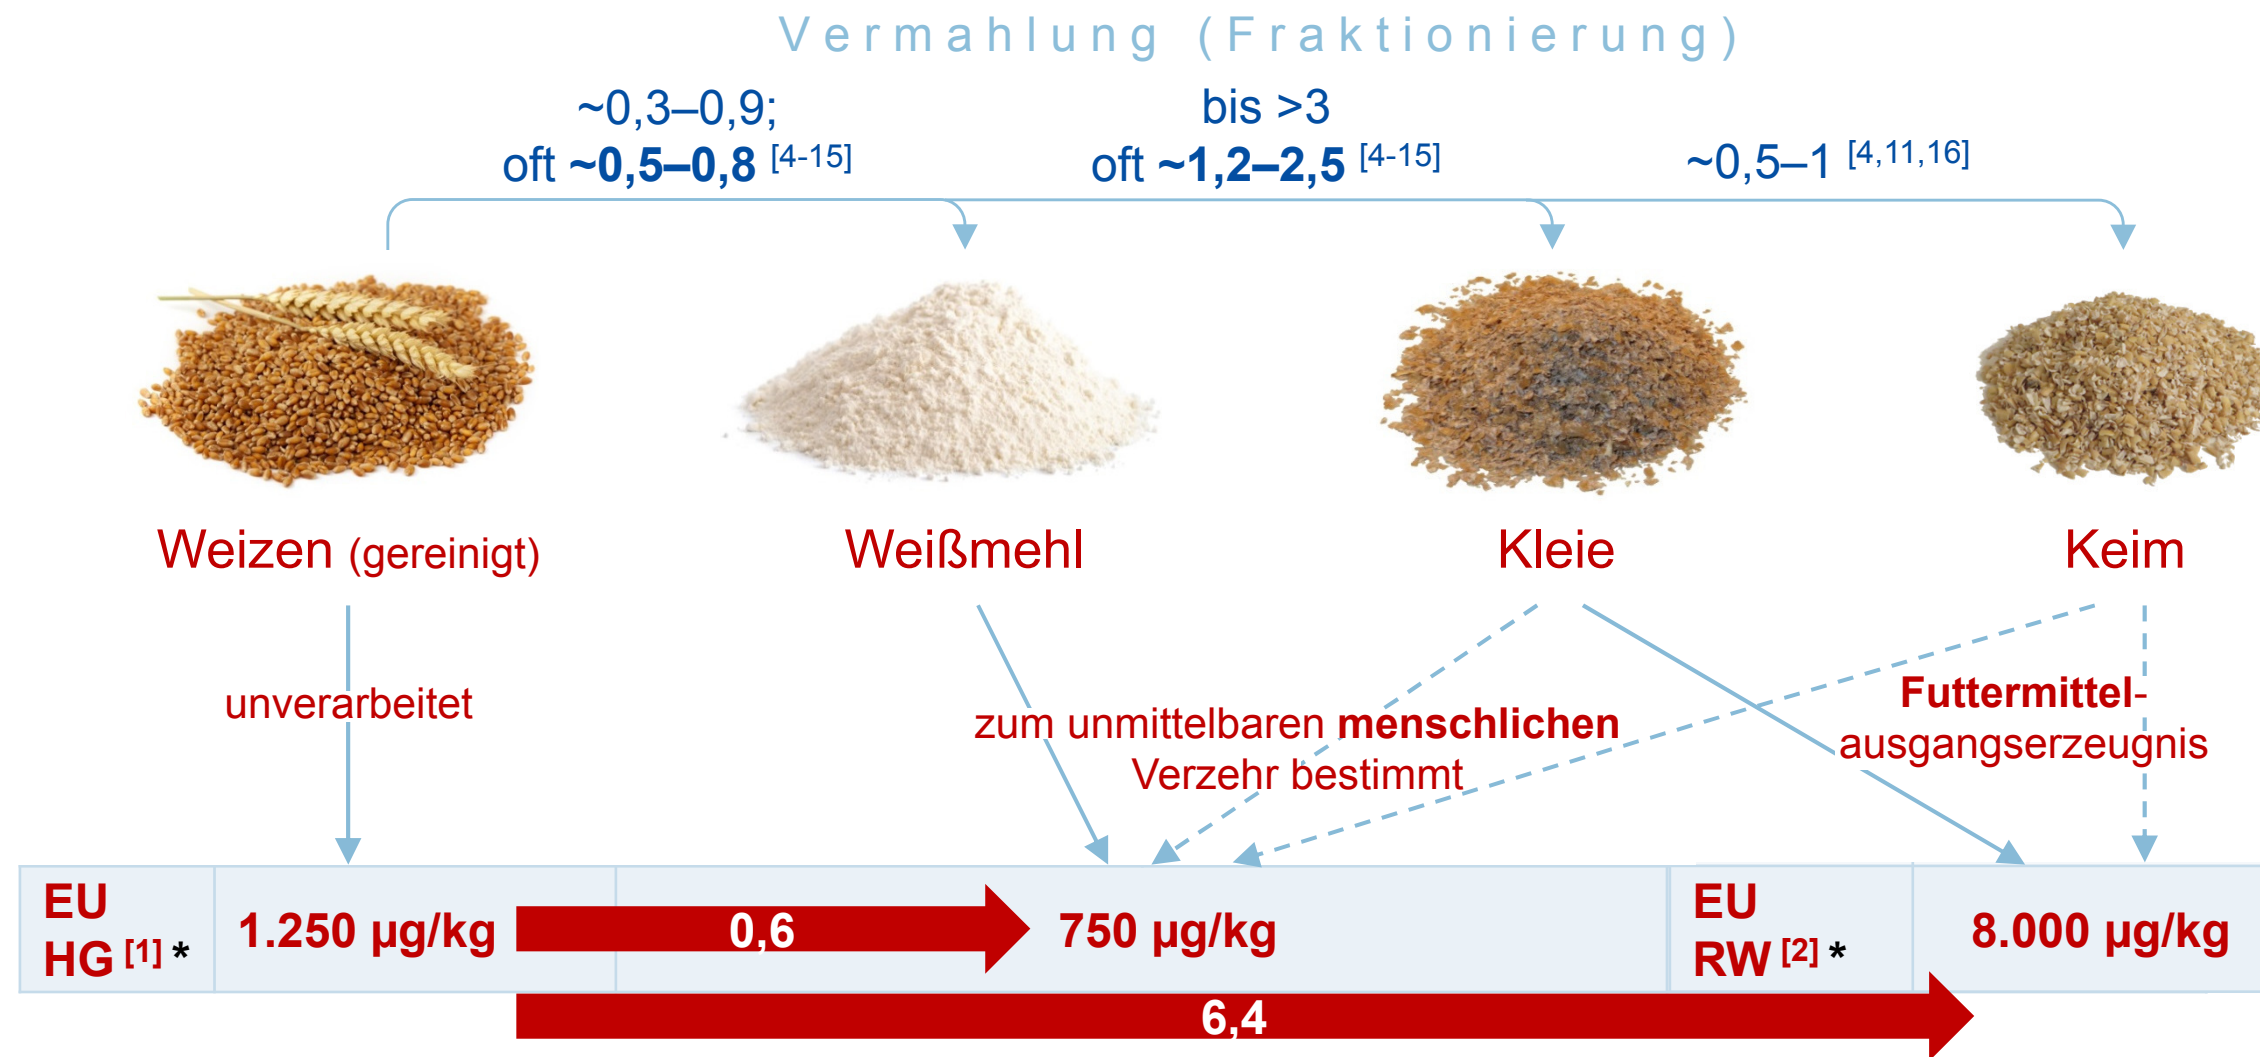 Vermahlung (Fraktionierung)
~0,3–0,9;
oft ~0,5–0,8 [4-15]
bis >3
oft ~1,2–2,5 [4-15]
~0,5–1 [4,11,16]
Weizen (gereinigt)
Weißmehl
Kleie
Keim
unverarbeitet
zum unmittelbaren menschlichen
Verzehr bestimmt
Futtermittel-
ausgangserzeugnis
EU
HG [1] *
1.250 µg/kg
0,6
750 µg/kg
EU
RW [2] *
8.000 µg/kg
6,4